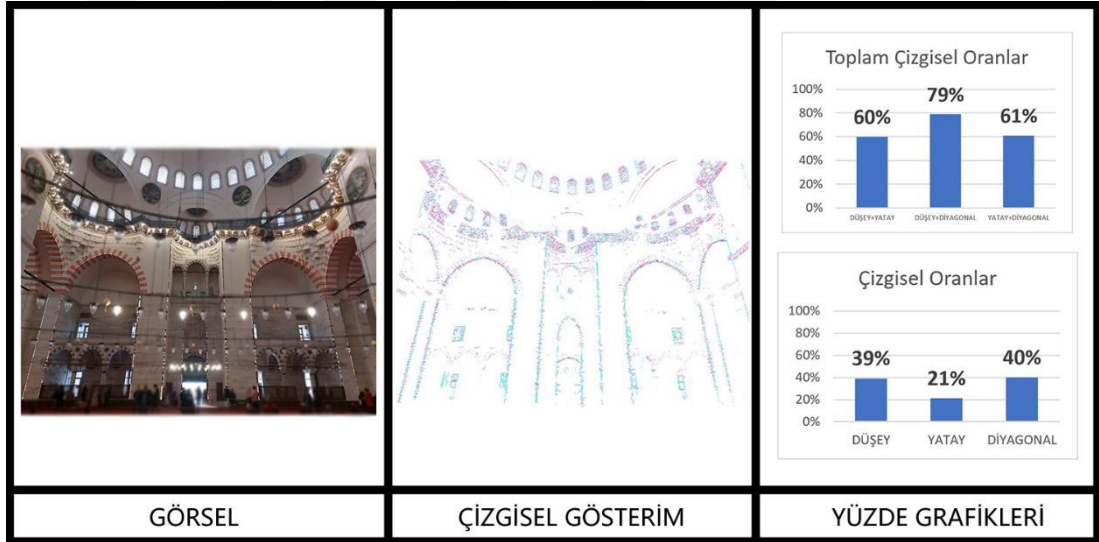 Toplam Çizgisel Oranlar
100%
80%
60%
40%
20%
0%
60%
79%
61%
DÜŞEY+YATAY
DÜŞEY+DİYAGONAL
YATAY+DİYAGONAL
Çizgisel Oranlar
100%
80%
60%
40%
20%
0%
39%
21%
40%
DÜŞEY
YATAY
DİYAGONAL
GÖRSEL
ÇİZGİSEL GÖSTERİM
YÜZDE GRAFİKLERİ